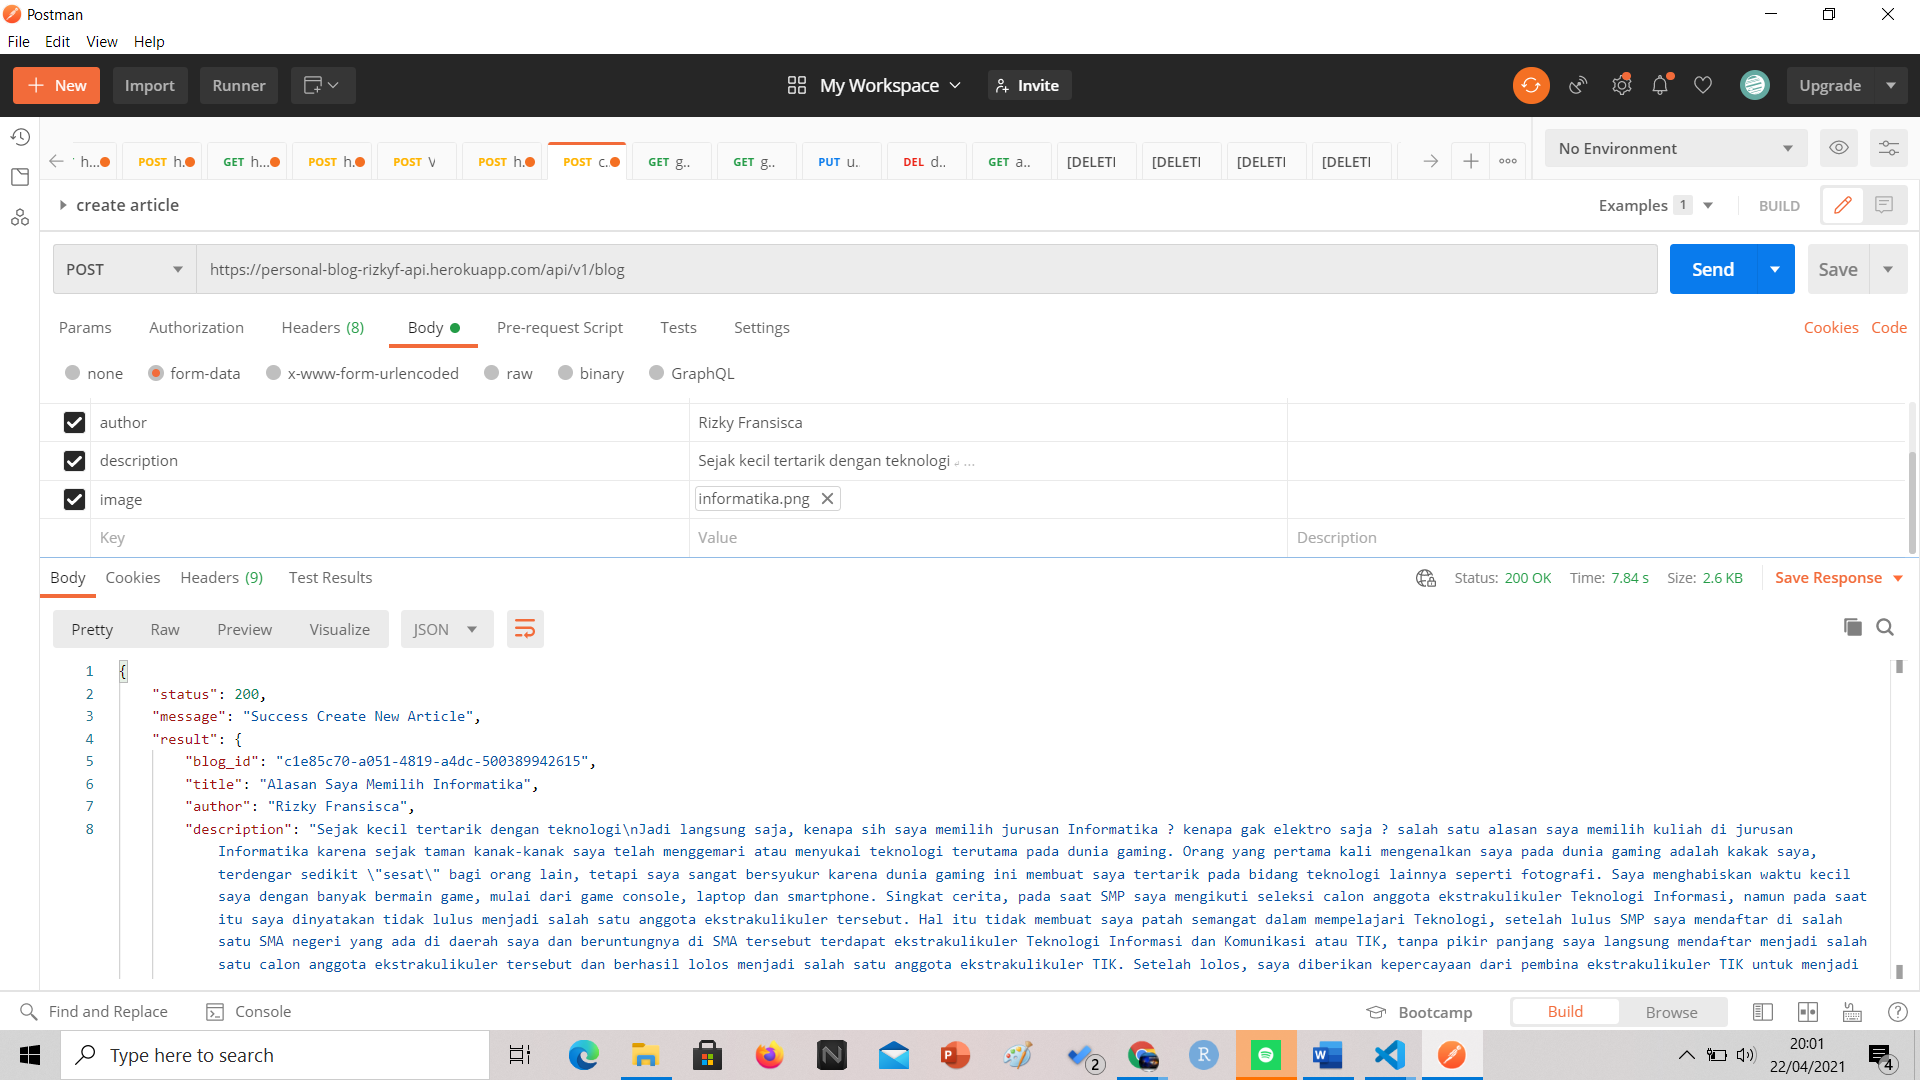 Postman
File Edit View Help
New Import Runner My Workspace Invite Upgrade
h... POST h. GET h... POST h. POST V POST h. POST c. GET g.. GET g.. PUT u. DEL d.. GET a.. [DELETI [DELETI [DELETI [DELETI No Environment
create article Examples 1 BUILD
POST https://personal-blog-rizkyf-api.herokuapp.com/api/v1/blog Send Save
Params Authorization Headers (8) Body Pre-request Script Tests Settings Cookies Code
none form-data x-www-form-urlencoded raw binary GraphQL
author Rizky Fransisca
description Sejak kecil tertarik dengan teknologi ↲ ...
image informatika.png
Key Value Description
Body Cookies Headers (9) Test Results Status: 200 OK Time: 7.84 s Size: 2.6 KB Save Response
Pretty Raw Preview Visualize JSON
1 {
2 "status": 200,
3 "message": "Success Create New Article",
4 "result": {
5 "blog_id": "c1e85c70-a051-4819-a4dc-500389942615",
6 "title": "Alasan Saya Memilih Informatika",
7 "author": "Rizky Fransisca",
8 "description": "Sejak kecil tertarik dengan teknologi\nJadi langsung saja, kenapa sih saya memilih jurusan Informatika ? kenapa gak elektro saja ? salah satu alasan saya memilih kuliah di jurusan
Informatika karena sejak taman kanak-kanak saya telah menggemari atau menyukai teknologi terutama pada dunia gaming. Orang yang pertama kali mengenalkan saya pada dunia gaming adalah kakak saya,
terdengar sedikit \"sesat\" bagi orang lain, tetapi saya sangat bersyukur karena dunia gaming ini membuat saya tertarik pada bidang teknologi lainnya seperti fotografi. Saya menghabiskan waktu kecil
saya dengan banyak bermain game, mulai dari game console, laptop dan smartphone. Singkat cerita, pada saat SMP saya mengikuti seleksi calon anggota ekstrakulikuler Teknologi Informasi, namun pada saat
itu saya dinyatakan tidak lulus menjadi salah satu anggota ekstrakulikuler tersebut. Hal itu tidak membuat saya patah semangat dalam mempelajari Teknologi, setelah lulus SMP saya mendaftar di salah
satu SMA negeri yang ada di daerah saya dan beruntungnya di SMA tersebut terdapat ekstrakulikuler Teknologi Informasi dan Komunikasi atau TIK, tanpa pikir panjang saya langsung mendaftar menjadi salah
satu calon anggota ekstrakulikuler tersebut dan berhasil lolos menjadi salah satu anggota ekstrakulikuler TIK. Setelah lolos, saya diberikan kepercayaan dari pembina ekstrakulikuler TIK untuk menjadi
Find and Replace Console Bootcamp Build Browse
Type here to search 2 20:01
22/04/2021 4